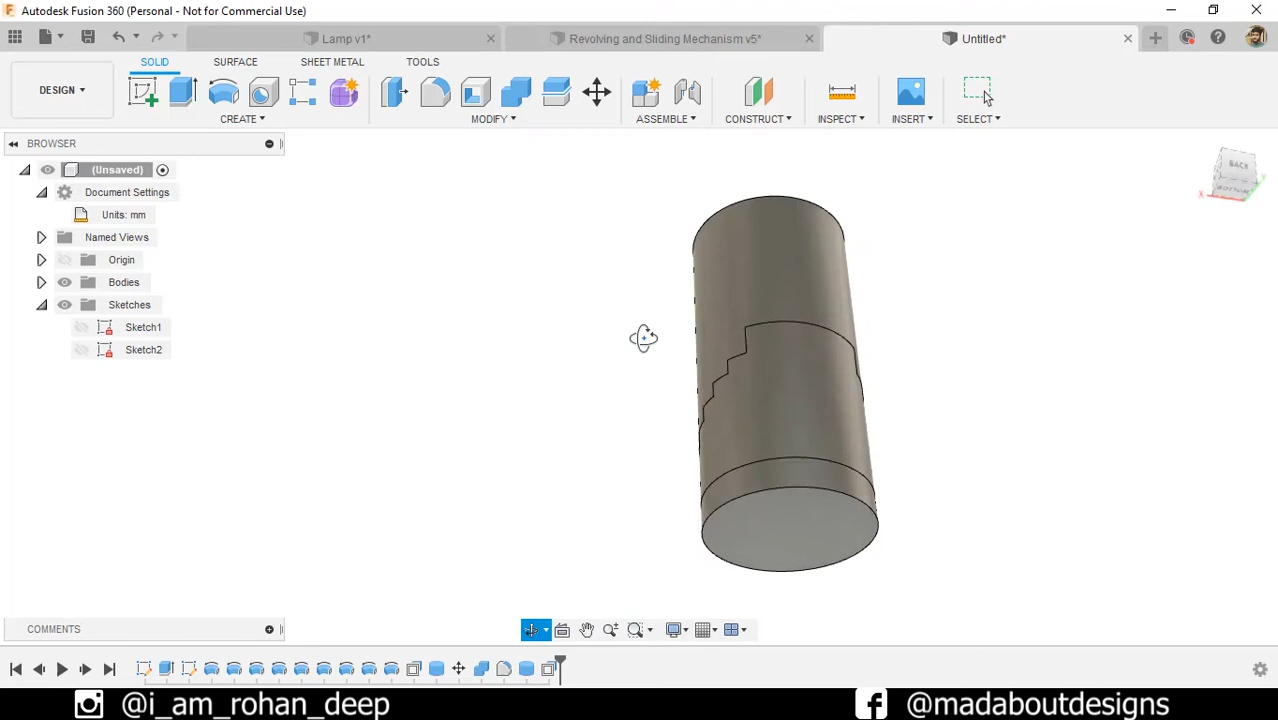 Autodesk Fusion 360 (Personal - Not for Commercial Use)
Lamp v1*
Revolving and Sliding Mechanism v5*
Untitled*
SOLID
SURFACE
SHEET METAL
TOOLS
DESIGN
CREATE
MODIFY
ASSEMBLE
CONSTRUCT
INSPECT
INSERT
SELECT
BROWSER
(Unsaved)
Document Settings
Units: mm
Named Views
Origin
Bodies
Sketches
Sketch1
Sketch2
BACK
BOTTOM
X
COMMENTS
@i_am_rohan_deep
@madaboutdesigns